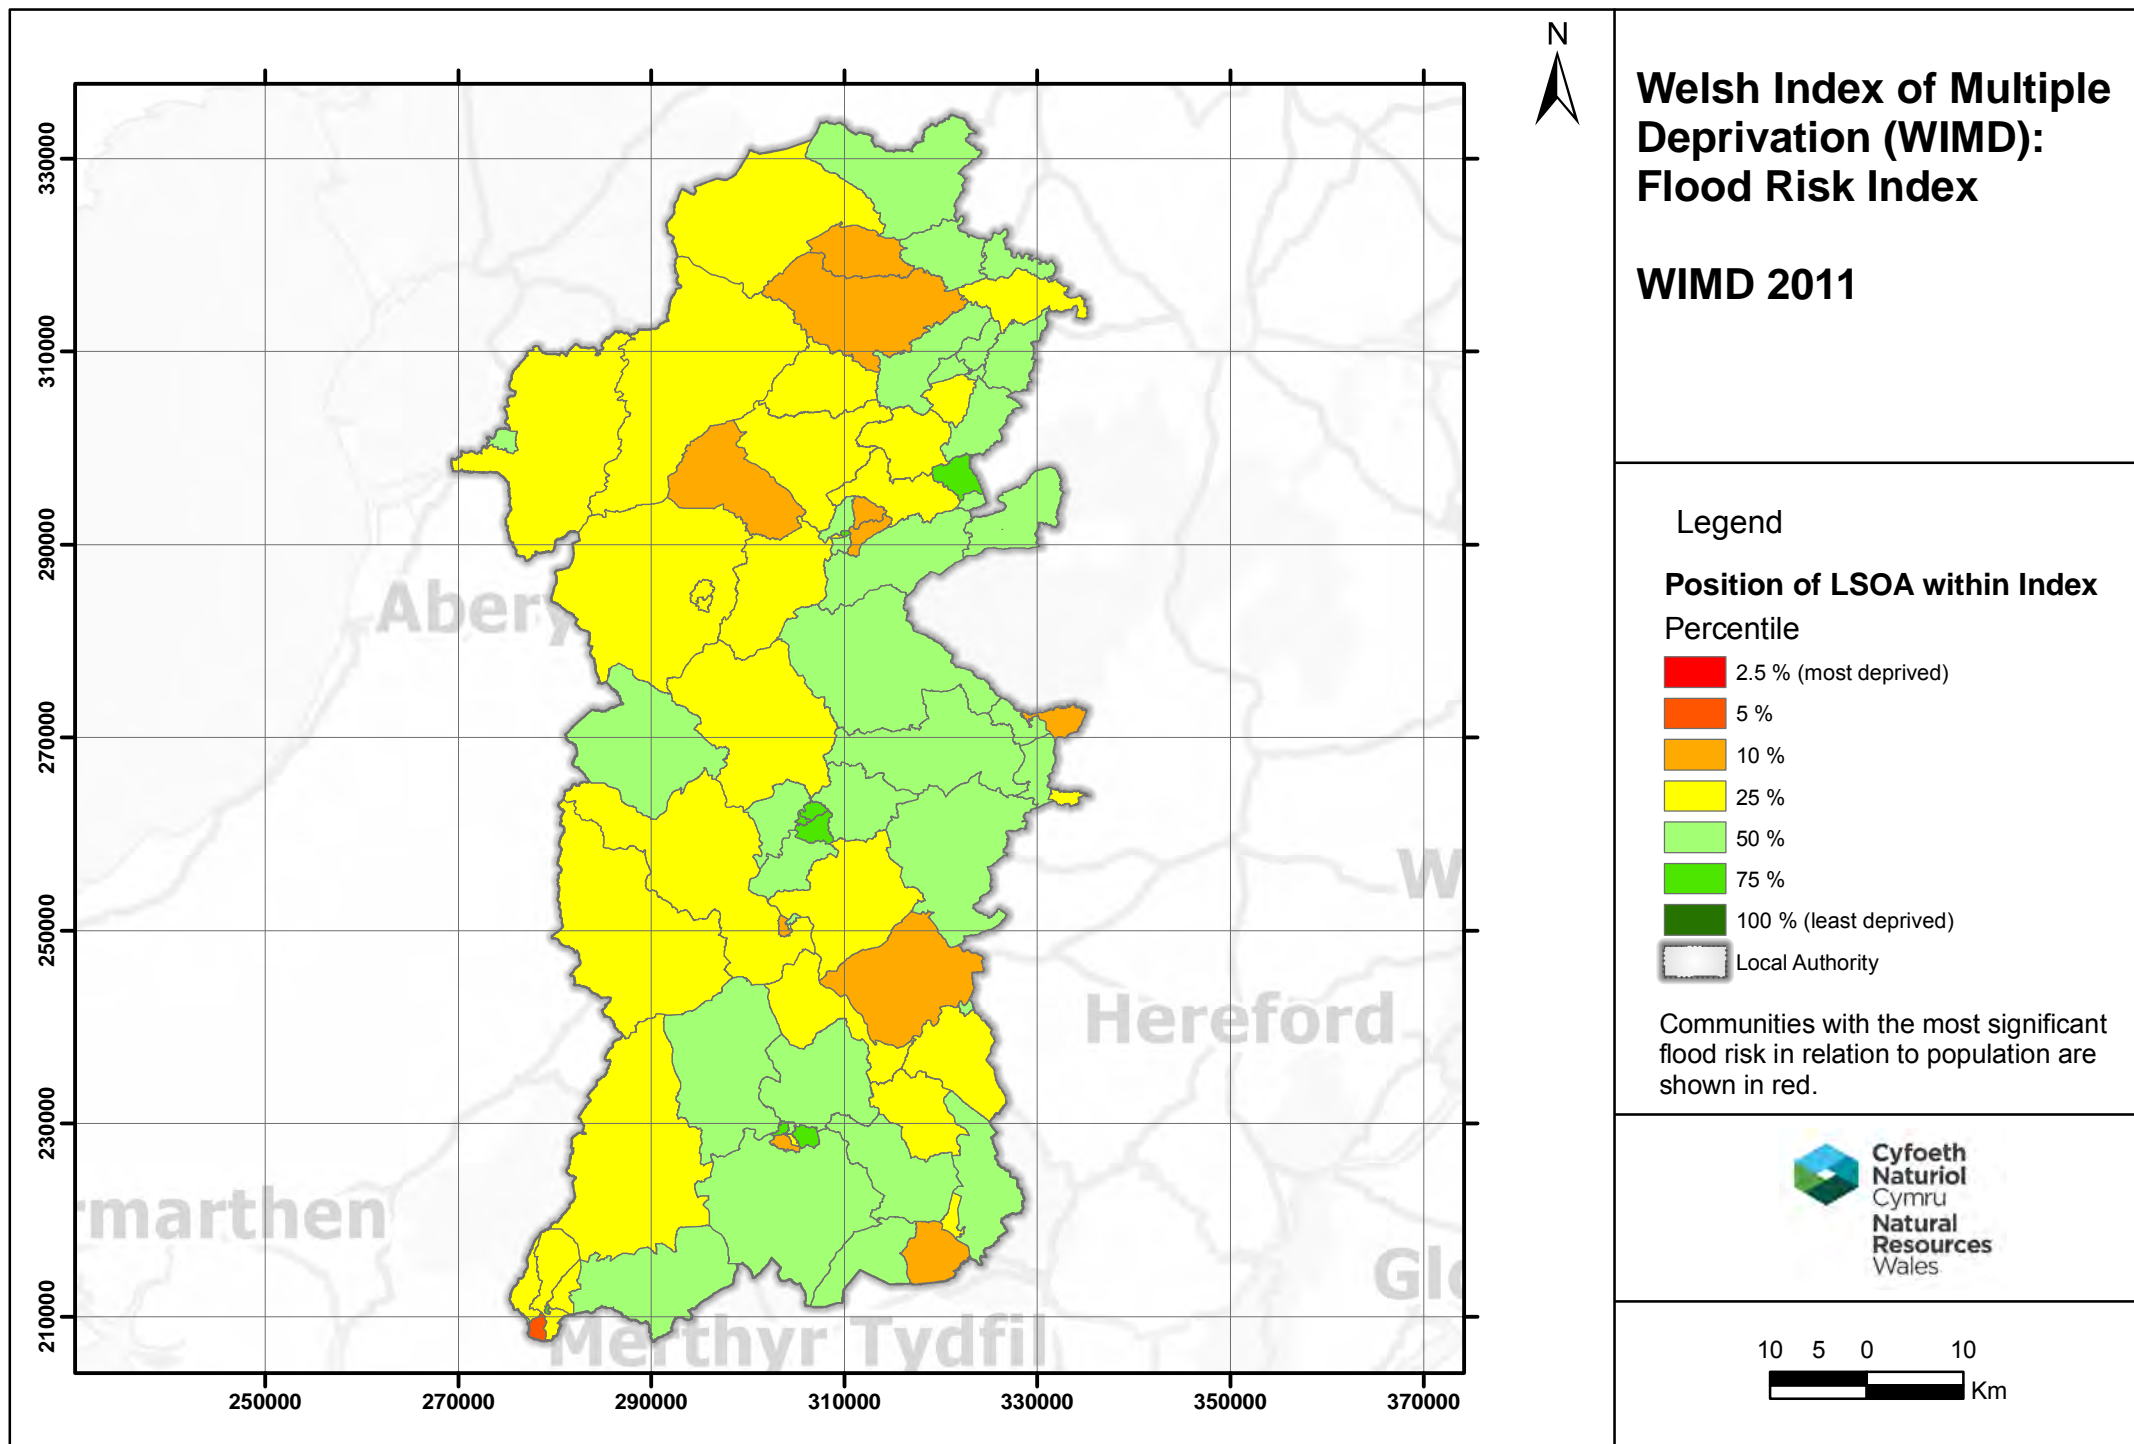 Welsh Index of Multiple
Deprivation (WIMD):
Flood Risk Index
WIMD 2011
N
330000
310000
290000
270000
250000
230000
210000
250000
270000
290000
310000
330000
350000
370000
Abery
W
Hereford
rmarthen
Gl
Merthyr Tydfil
Legend
Position of LSOA within Index
Percentile
2.5 % (most deprived)
5 %
10 %
25 %
50 %
75 %
100 % (least deprived)
Local Authority
Communities with the most significant
flood risk in relation to population are
shown in red.
Cyfoeth
Naturiol
Cymru
Natural
Resources
Wales
10 5 0 10
Km